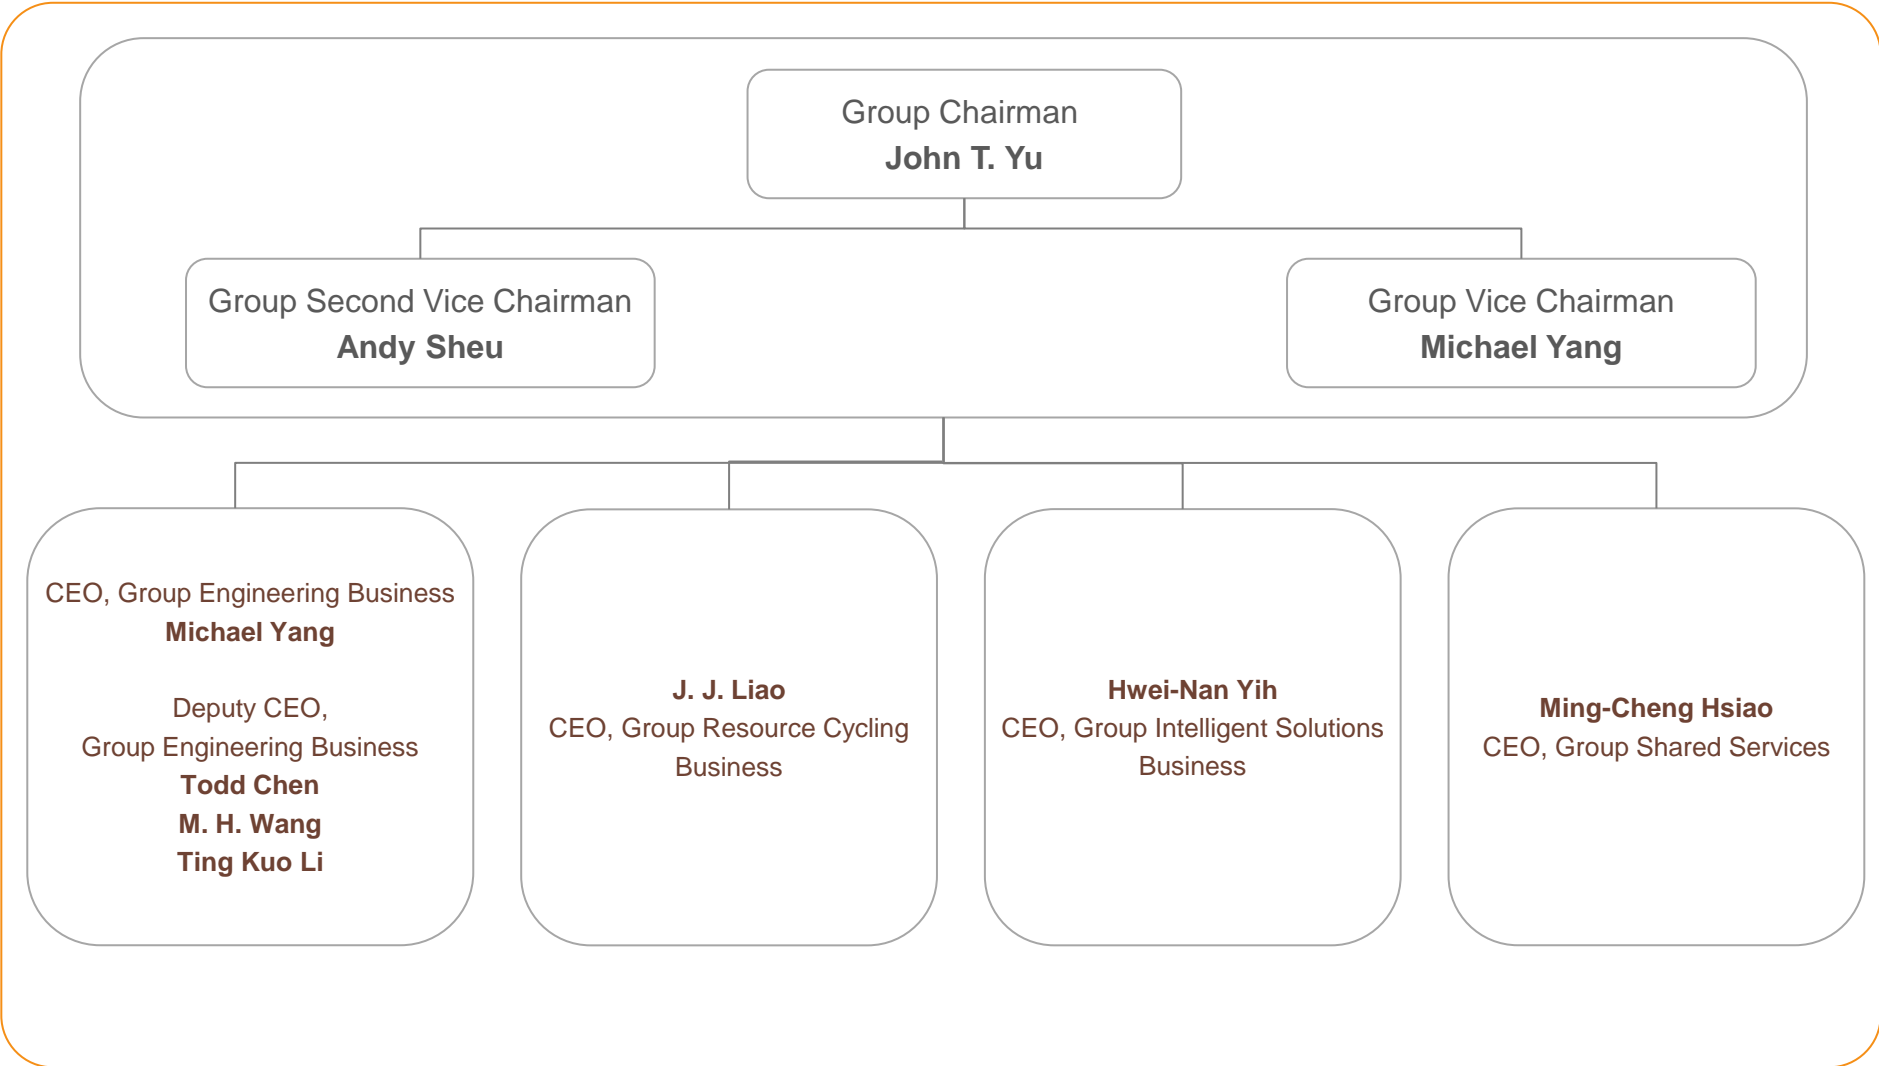 Group Chairman
John T. Yu
Group Second Vice Chairman
Andy Sheu
Group Vice Chairman
Michael Yang
CEO, Group Engineering Business
Michael Yang
Deputy CEO,
Group Engineering Business
Todd Chen
M. H. Wang
Ting Kuo Li
J. J. Liao
CEO, Group Resource Cycling
Business
Hwei-Nan Yih
CEO, Group Intelligent Solutions
Business
Ming-Cheng Hsiao
CEO, Group Shared Services